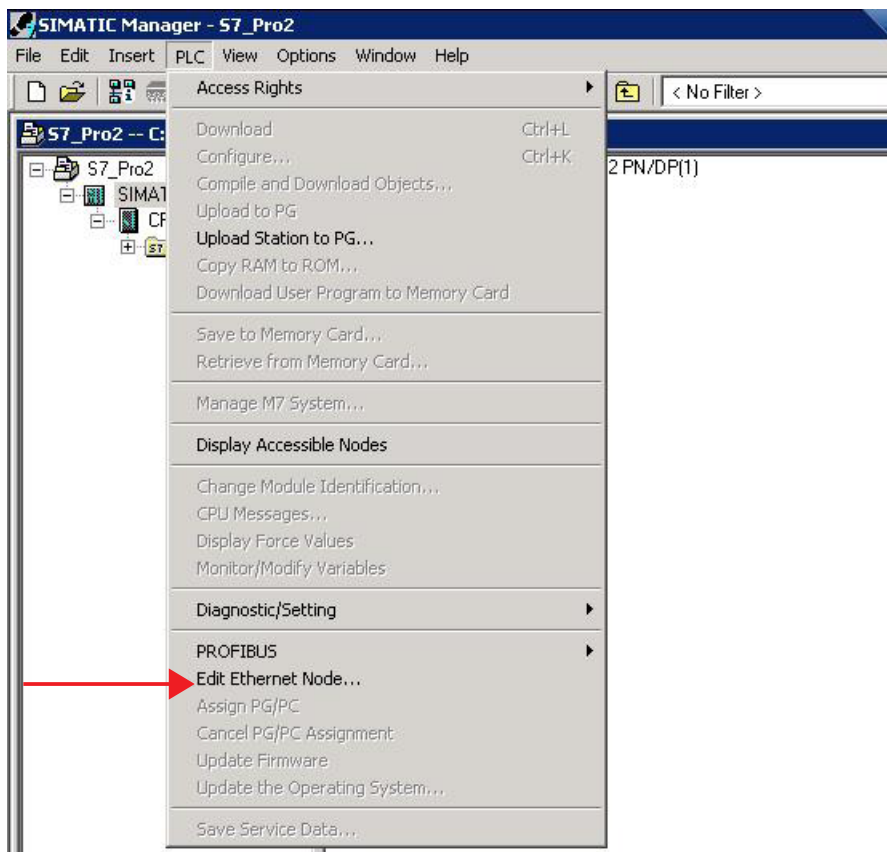 SIMATIC Manager - S7_Pro2
File Edit Insert PLC View Options Window Help
< No Filter >
S7_Pro2 -- C:
S7_Pro2
SIMAT
CP
S7
2 PN/DP(1)
Access Rights
Download Ctrl+L
Configure... Ctrl+K
Compile and Download Objects...
Upload to PG
Upload Station to PG...
Copy RAM to ROM...
Download User Program to Memory Card
Save to Memory Card...
Retrieve from Memory Card...
Manage M7 System...
Display Accessible Nodes
Change Module Identification...
CPU Messages...
Display Force Values
Monitor/Modify Variables
Diagnostic/Setting
PROFIBUS
Edit Ethernet Node...
Assign PG/PC
Cancel PG/PC Assignment
Update Firmware
Update the Operating System...
Save Service Data...